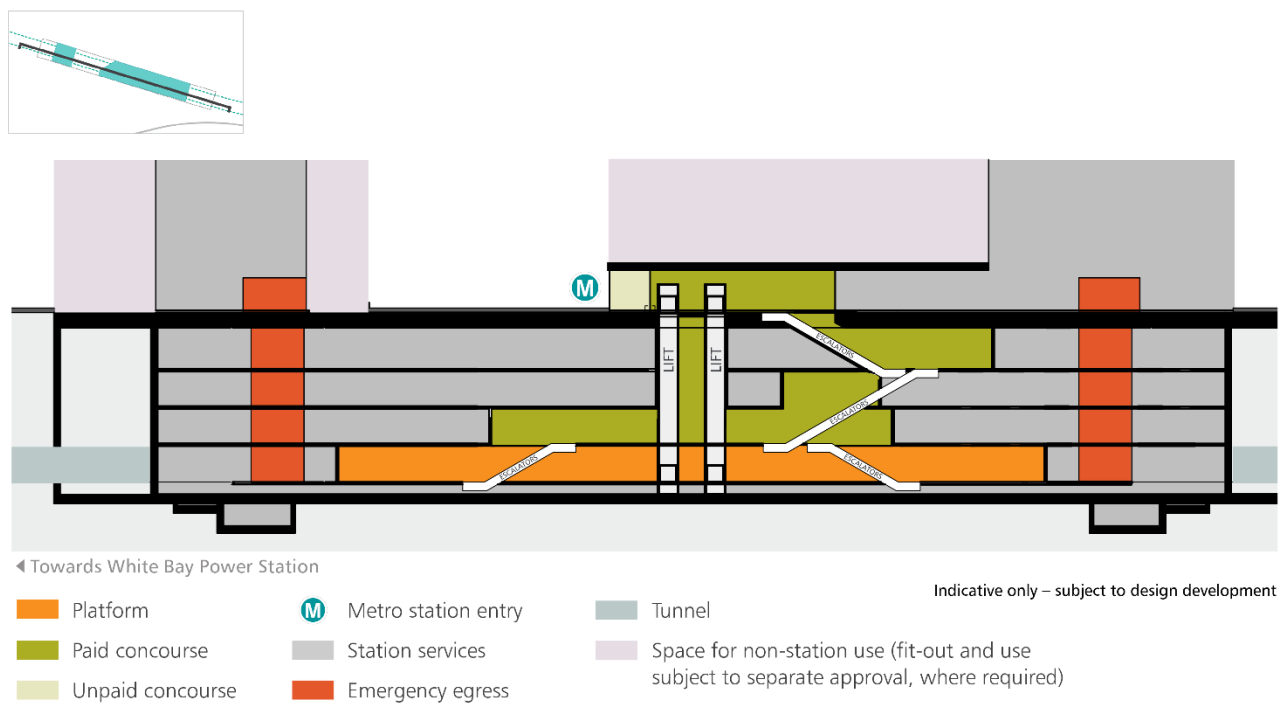 M
LIFT
LIFT
ESCALATORS
ESCALATORS
ESCALATORS
ESCALATORS
Towards White Bay Power Station
Indicative only – subject to design development
Platform
M Metro station entry
Tunnel
Paid concourse
Station services
Space for non-station use (fit-out and use
subject to separate approval, where required)
Unpaid concourse
Emergency egress